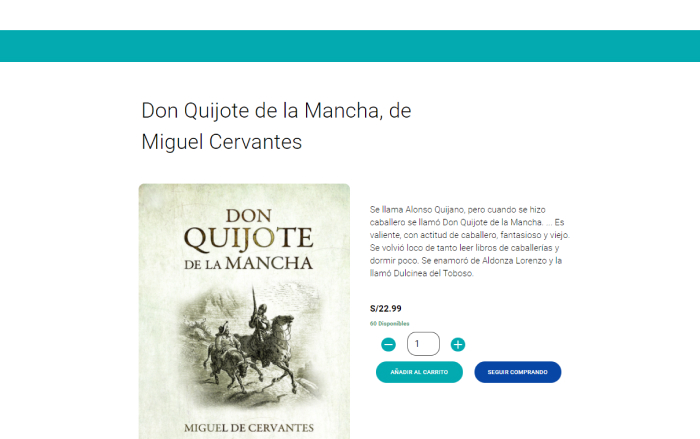 Don Quijote de la Mancha, de
Miguel Cervantes
DON
QUIJOTE
DE LA MANCHA
MIGUEL DE CERVANTES
Se llama Alonso Quijano, pero cuando se hizo
caballero se llamó Don Quijote de la Mancha. ... Es
valiente, con actitud de caballero, fantasioso y viejo.
Se volvió loco de tanto leer libros de caballerías y
dormir poco. Se enamoró de Aldonza Lorenzo y la
llamó Dulcinea del Toboso.
S/22.99
60 Disponibles
1
AÑADIR AL CARRITO
SEGUIR COMPRANDO